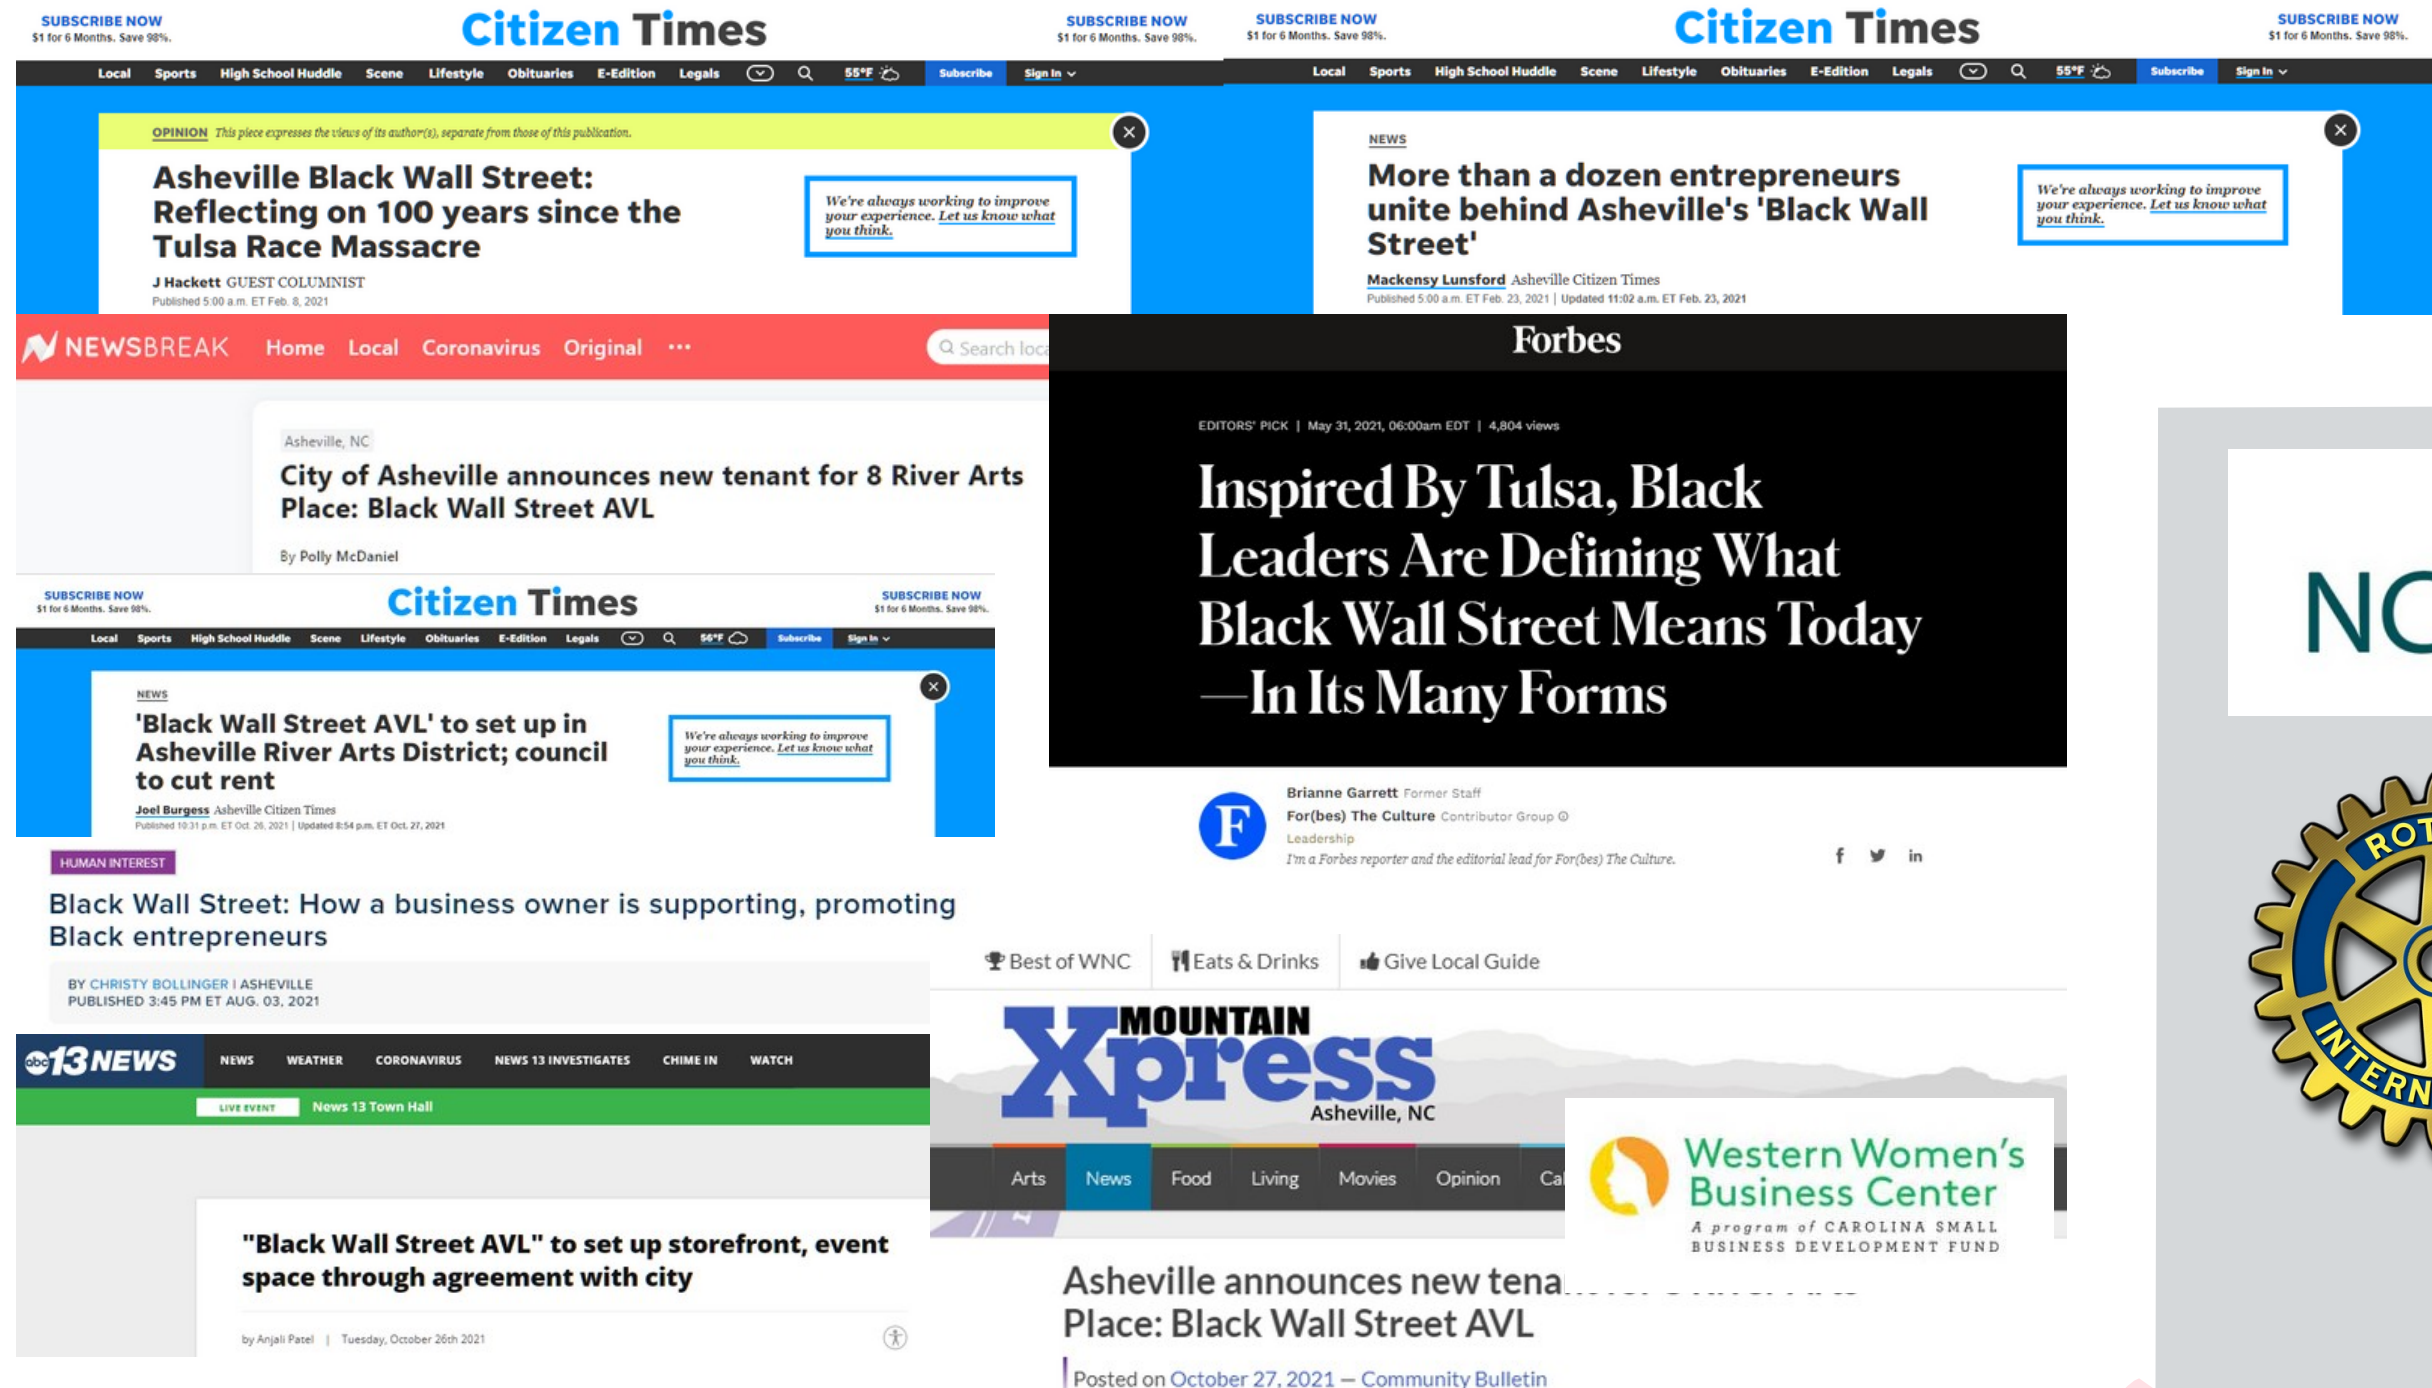 SUBSCRIBE NOW
$1 for 6 Months. Save 98%.
Citizen Times
SUBSCRIBE NOW
$1 for 6 Months. Save 98%.
Local Sports High School Huddle Scene Lifestyle Obituaries E-Edition Legals 55°F Subscribe Sign In
OPINION This piece expresses the views of its author(s), separate from those of this publication.
Asheville Black Wall Street:
Reflecting on 100 years since the
Tulsa Race Massacre
J Hackett GUEST COLUMNIST
Published 5:00 a.m. ET Feb. 8, 2021
We're always working to improve
your experience. Let us know what
you think.
SUBSCRIBE NOW
$1 for 6 Months. Save 98%.
Citizen Times
SUBSCRIBE NOW
$1 for 6 Months. Save 98%.
Local Sports High School Huddle Scene Lifestyle Obituaries E-Edition Legals 55°F Subscribe Sign In
NEWS
More than a dozen entrepreneurs
unite behind Asheville's 'Black Wall
Street'
Mackensy Lunsford Asheville Citizen Times
Published 5:00 a.m. ET Feb. 23, 2021 | Updated 11:02 a.m. ET Feb. 23, 2021
We're always working to improve
your experience. Let us know what
you think.
NEWSBREAK Home Local Coronavirus Original ··· Search loca
Asheville, NC
City of Asheville announces new tenant for 8 River Arts
Place: Black Wall Street AVL
By Polly McDaniel
Forbes
EDITORS' PICK | May 31, 2021, 06:00am EDT | 4,804 views
Inspired By Tulsa, Black
Leaders Are Defining What
Black Wall Street Means Today
—In Its Many Forms
F
Brianne Garrett Former Staff
For(bes) The Culture Contributor Group
Leadership
I'm a Forbes reporter and the editorial lead for For(bes) The Culture.
f in
SUBSCRIBE NOW
$1 for 6 Months. Save 98%.
Citizen Times
SUBSCRIBE NOW
$1 for 6 Months. Save 98%.
Local Sports High School Huddle Scene Lifestyle Obituaries E-Edition Legals 56°F Subscribe Sign In
NEWS
'Black Wall Street AVL' to set up in
Asheville River Arts District; council
to cut rent
Joel Burgess Asheville Citizen Times
Published 10:31 p.m. ET Oct. 26, 2021 | Updated 8:54 p.m. ET Oct. 27, 2021
We're always working to improve
your experience. Let us know what
you think.
HUMAN INTEREST
Black Wall Street: How a business owner is supporting, promoting
Black entrepreneurs
BY CHRISTY BOLLINGER | ASHEVILLE
PUBLISHED 3:45 PM ET AUG. 03, 2021
abc 13 NEWS NEWS WEATHER CORONAVIRUS NEWS 13 INVESTIGATES CHIME IN WATCH
LIVE EVENT News 13 Town Hall
"Black Wall Street AVL" to set up storefront, event
space through agreement with city
by Anjali Patel | Tuesday, October 26th 2021
Best of WNC Eats & Drinks Give Local Guide
MOUNTAIN
Xpress
Asheville, NC
Arts News Food Living Movies Opinion Ca
Western Women's
Business Center
A program of CAROLINA SMALL
BUSINESS DEVELOPMENT FUND
Asheville announces new tena
Place: Black Wall Street AVL
Posted on October 27, 2021 – Community Bulletin
NC
ROT
INTERN